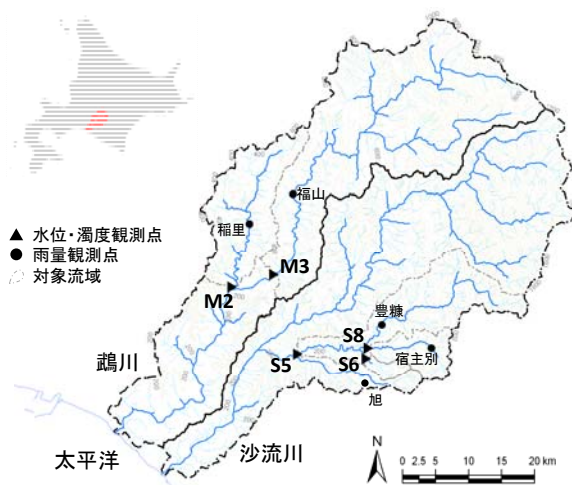 福山
稲里
▲ 水位・濁度観測点
● 雨量観測点
対象流域
M3
M2
豊糠
S8
鵡川
S5
S6
宿主別
旭
太平洋
沙流川
N
0 2.5 5 10 15 20 km